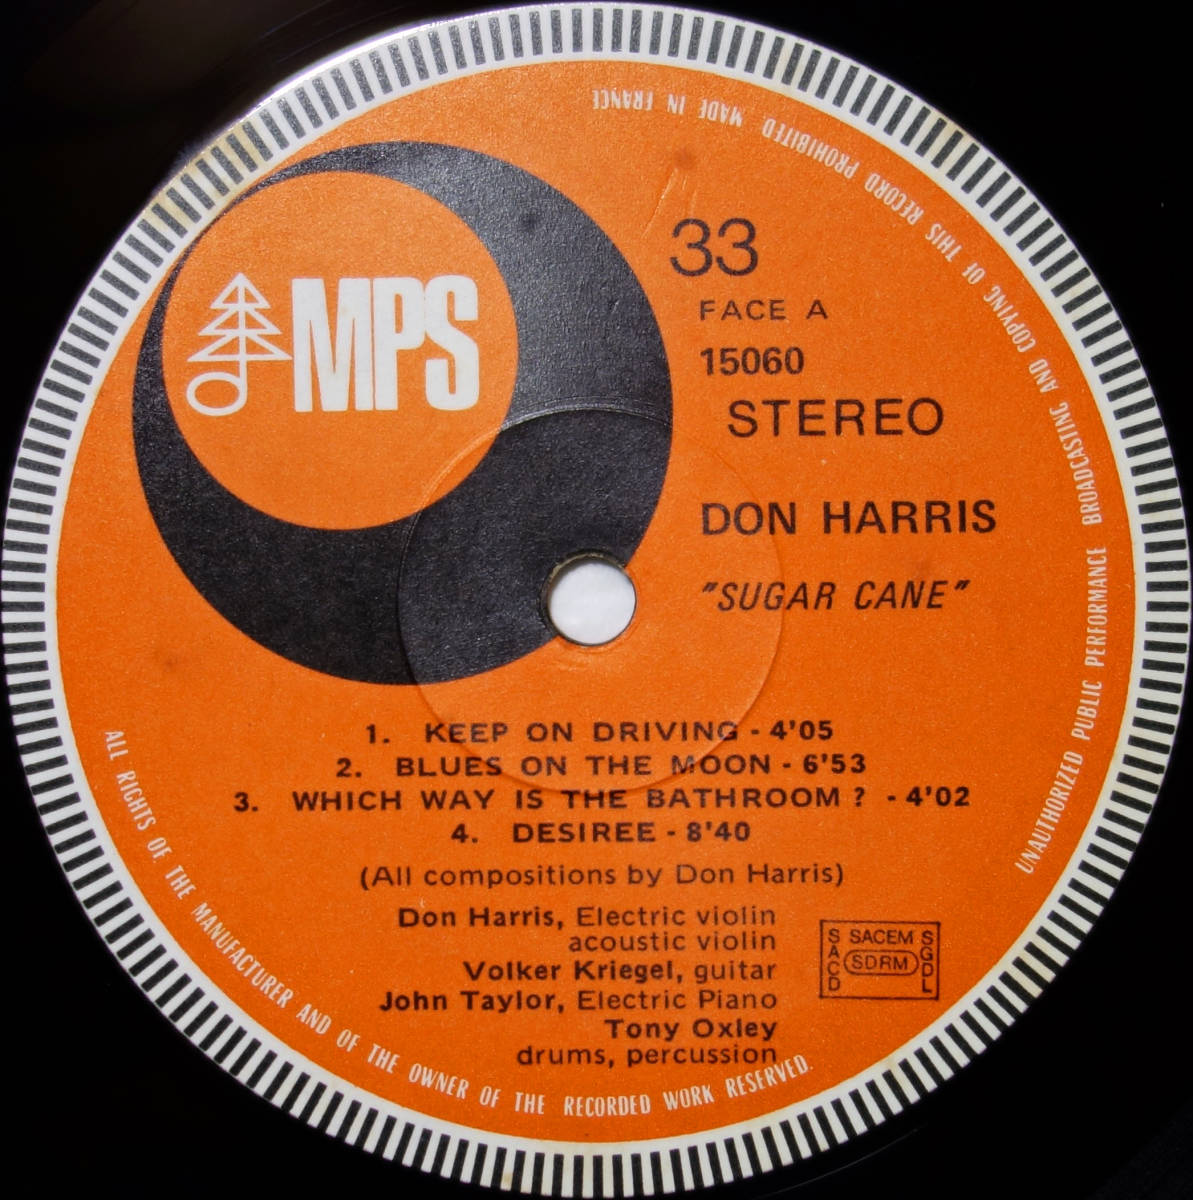 MPS
33
FACE A
15060
STEREO
DON HARRIS
"SUGAR CANE"
1. KEEP ON DRIVING - 4'05
2. BLUES ON THE MOON - 6'53
3. WHICH WAY IS THE BATHROOM ? - 4'02
4. DESIREE - 8'40
(All compositions by Don Harris)
Don Harris, Electric violin
acoustic violin
Volker Kriegel, guitar
John Taylor, Electric Piano
Tony Oxley
drums, percussion
SACD
SACEM
SDRM
SGDL
ALL RIGHTS OF THE MANUFACTURER AND OF THE OWNER OF THE RECORDED WORK RESERVED.
UNAUTHORIZED PUBLIC PERFORMANCE BROADCASTING AND COPYING OF THIS RECORD PROHIBITED MADE IN FRANCE